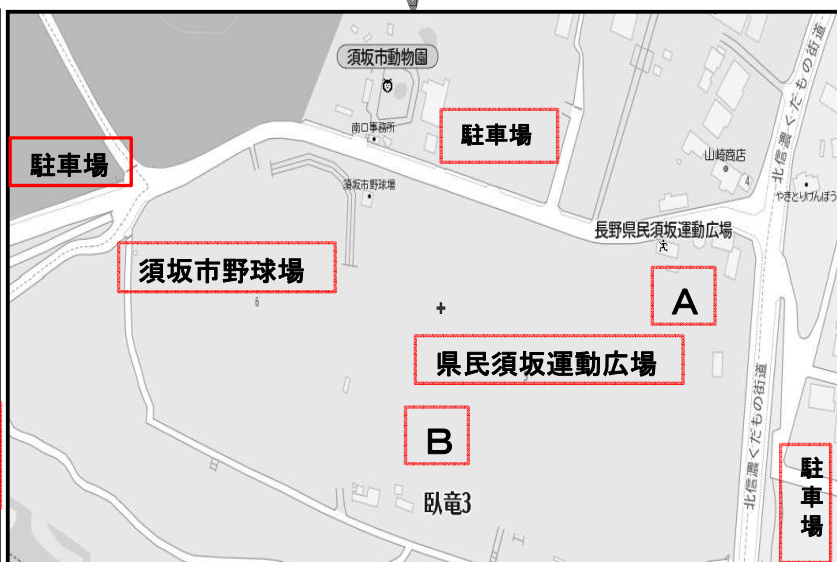 須坂市動物園
南口事務所
駐車場
駐車場
山崎商店
4
北信濃くだもの街道
やきとりげんぼう
須坂市野球場
長野県民須坂運動広場
須坂市野球場
6
A
県民須坂運動広場
B
北信濃くだもの街道
駐車場
臥竜3